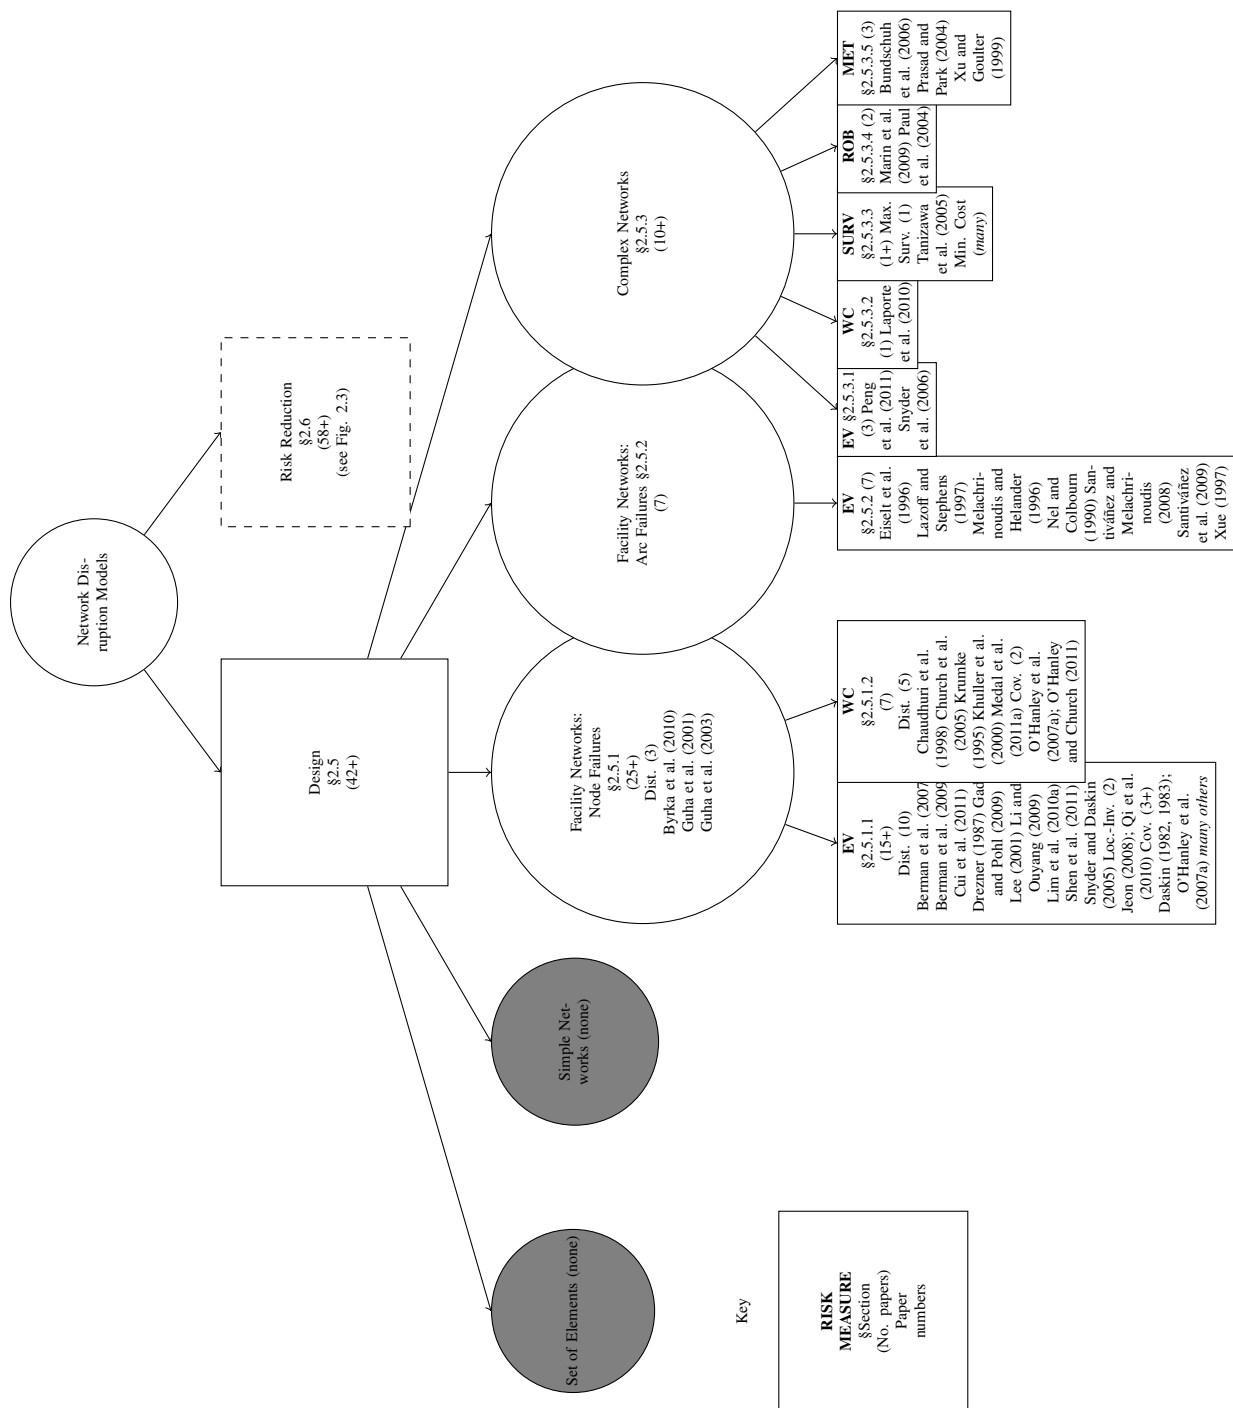 Network Dis-
ruption Models
Design
§2.5
(42+)
Risk Reduction
§2.6
(58+)
(see Fig. 2.3)
Set of Elements (none)
Simple Net-
works (none)
Facility Networks:
Node Failures
§2.5.1
(25+)
Dist. (3)
Byrka et al. (2010)
Guha et al. (2001)
Guha et al. (2003)
Facility Networks:
Arc Failures §2.5.2
(7)
Complex Networks
§2.5.3
(10+)
EV
§2.5.1.1
(15+)
Dist. (10)
Berman et al. (2007
Berman et al. (2009
Cui et al. (2011)
Drezner (1987) Gad
and Pohl (2009)
Lee (2001) Li and
Ouyang (2009)
Lim et al. (2010a)
Shen et al. (2011)
Snyder and Daskin
(2005) Loc.-Inv. (2)
Jeon (2008); Qi et al.
(2010) Cov. (3+)
Daskin (1982, 1983);
O'Hanley et al.
(2007a) many others
WC
§2.5.1.2
(7)
Dist. (5)
Chaudhuri et al.
(1998) Church et al.
(2005) Krumke
(1995) Khuller et al.
(2000) Medal et al.
(2011a) Cov. (2)
O'Hanley et al.
(2007a); O'Hanley
and Church (2011)
EV
§2.5.2 (7)
Eiselt et al.
(1996)
Lazoff and
Stephens
(1997)
Melachri-
noudis and
Helander
(1996)
Nel and
Colbourn
(1990) San-
tiváñez and
Melachri-
noudis
(2008)
Santiváñez
et al. (2009)
Xue (1997)
EV §2.5.3.1
(3) Peng
et al. (2011)
Snyder
et al. (2006)
WC
§2.5.3.2
(1) Laporte
et al. (2010)
SURV
§2.5.3.3
(1+) Max.
Surv. (1)
Tanizawa
et al. (2005)
Min. Cost
(many)
ROB
§2.5.3.4 (2)
Marin et al.
(2009) Paul
et al. (2004)
MET
§2.5.3.5 (3)
Bundschuh
et al. (2006)
Prasad and
Park (2004)
Xu and
Goulter
(1999)
Key
RISK
MEASURE
§Section
(No. papers)
Paper
numbers